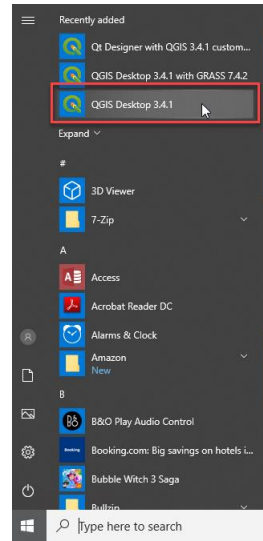 Recently added
Qt Designer with QGIS 3.4.1 custom...
QGIS Desktop 3.4.1 with GRASS 7.4.2
QGIS Desktop 3.4.1
Expand
#
3D Viewer
7-Zip
A
Access
Acrobat Reader DC
Alarms & Clock
Amazon
New
B
B&O Play Audio Control
Booking.com: Big savings on hotels i...
Bubble Witch 3 Saga
Bullzip
Type here to search